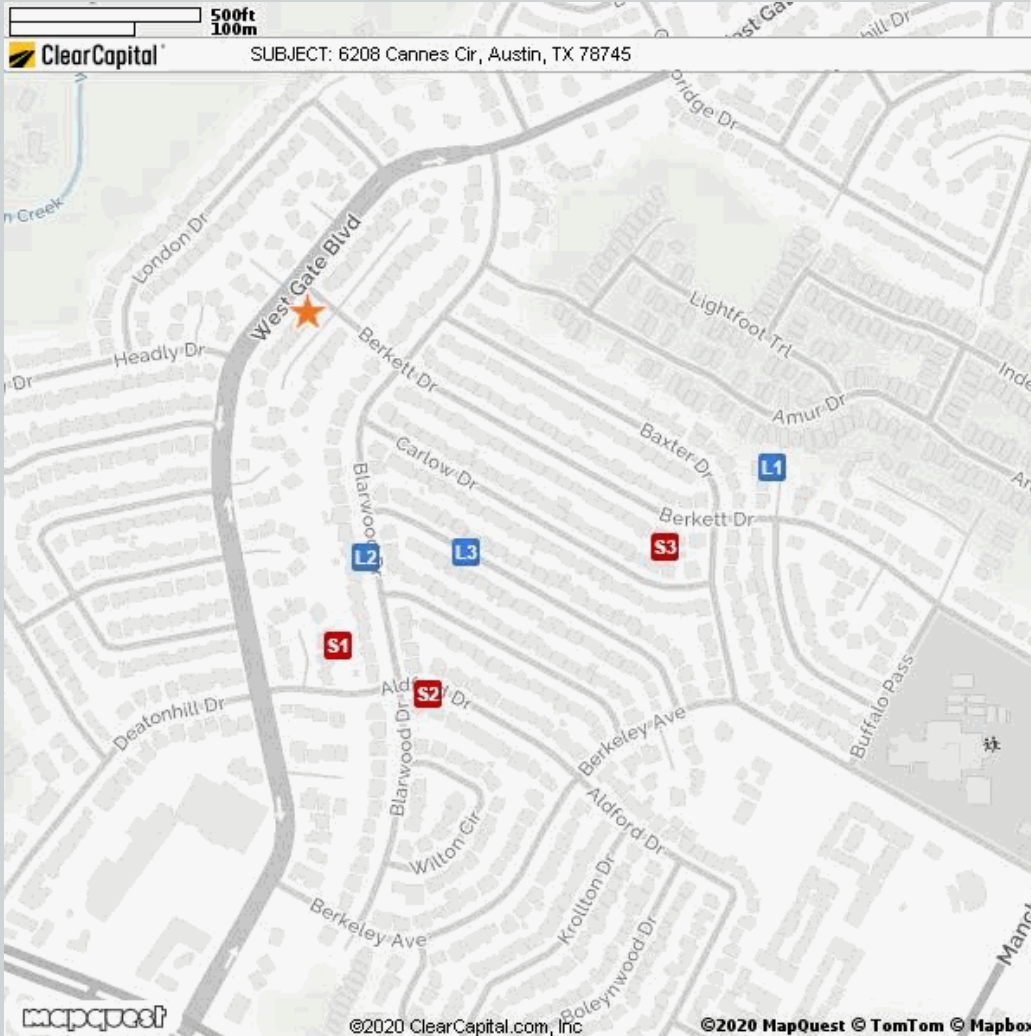 500ft
100m
ClearCapital
SUBJECT: 6208 Cannes Cir, Austin, TX 78745
Creek
London Dr
West Gate Blvd
Headly Dr
Dr
Berkett Dr
Lightfoot Trl
Amur Dr
Baxter Dr
L1
Carlow Dr
Berkett Dr
S3
L2
L3
S1
Aldford Dr
S2
Deatonhill Dr
Blarwood Dr
Berkeley Ave
Buffalo Pass
Aldford Dr
Wilton Cir
Krollton Dr
Berkeley Ave
Boleynwood Dr
mapquest
©2020 ClearCapital.com, Inc
©2020 MapQuest © TomTom © Mapbo